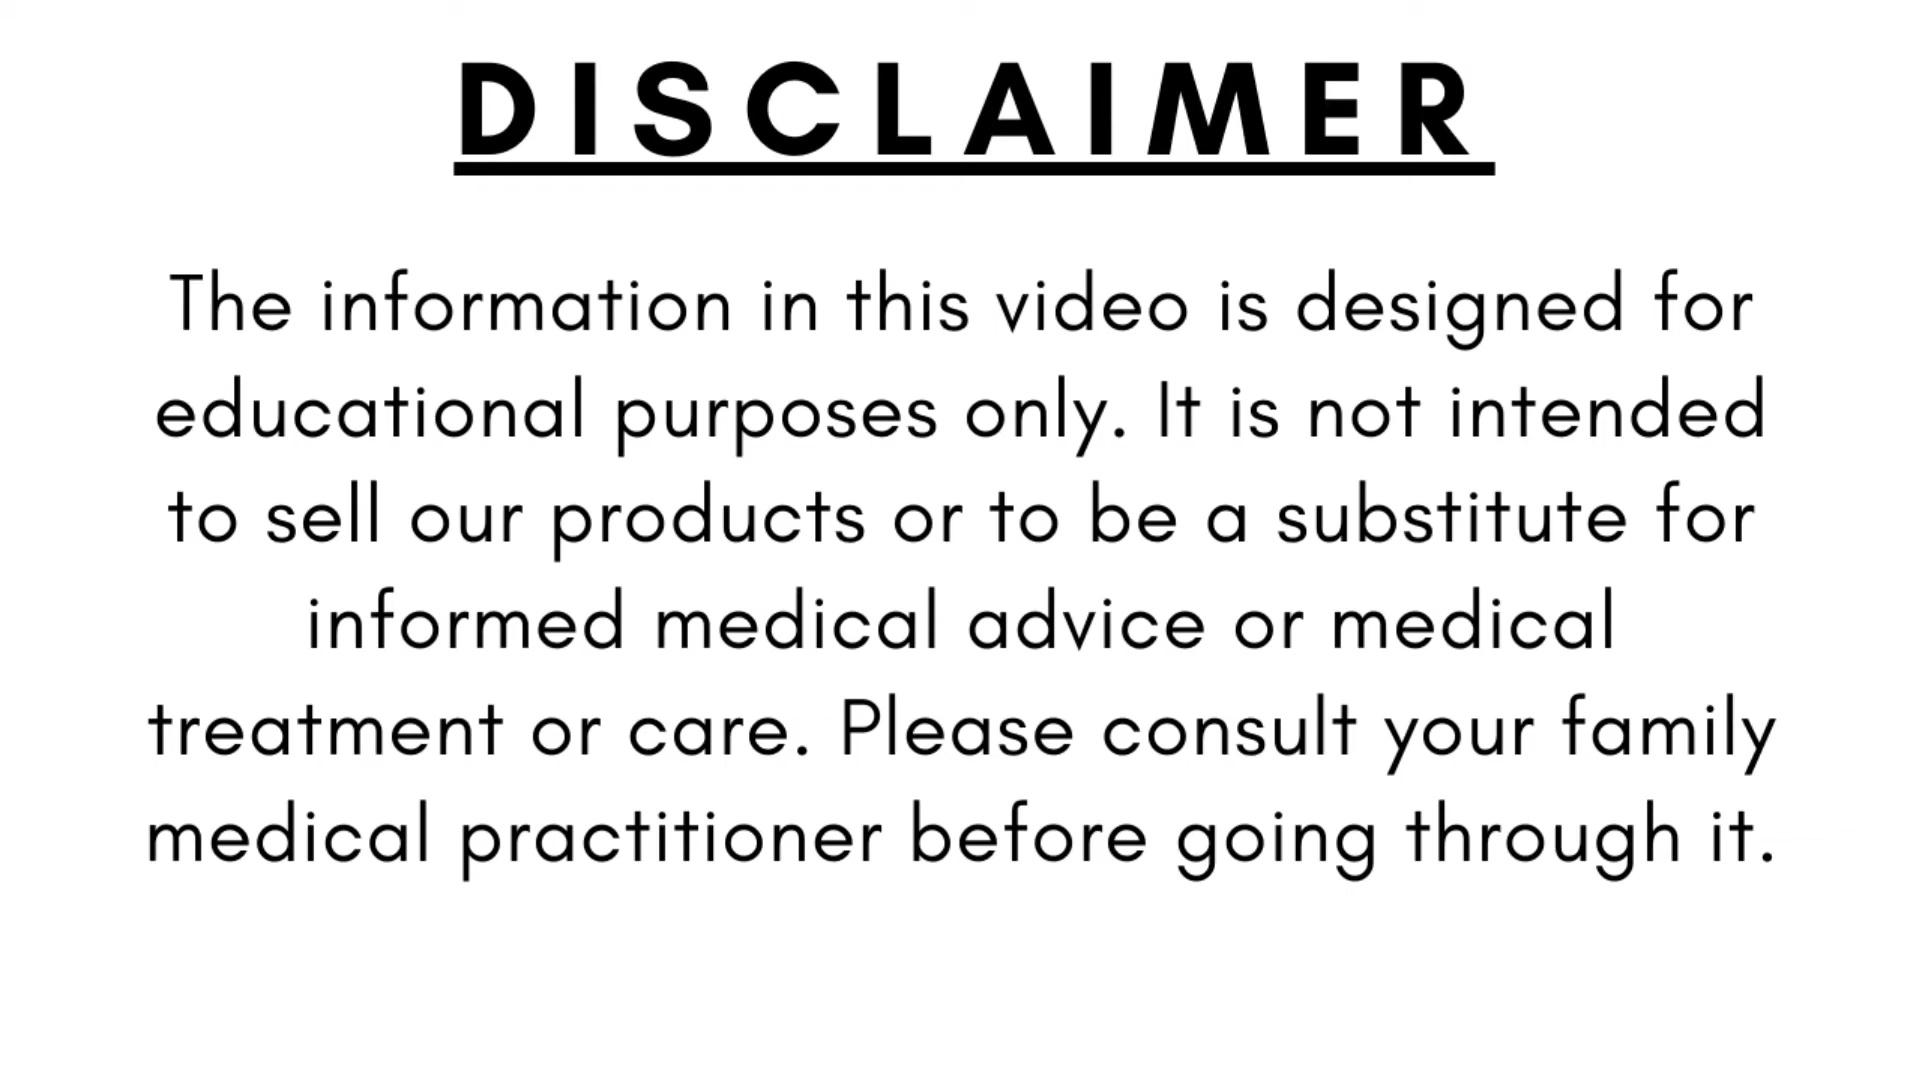 DISCLAIMER
The information in this video is designed for
educational purposes only. It is not intended
to sell our products or to be a substitute for
informed medical advice or medical
treatment or care. Please consult your family
medical practitioner before going through it.